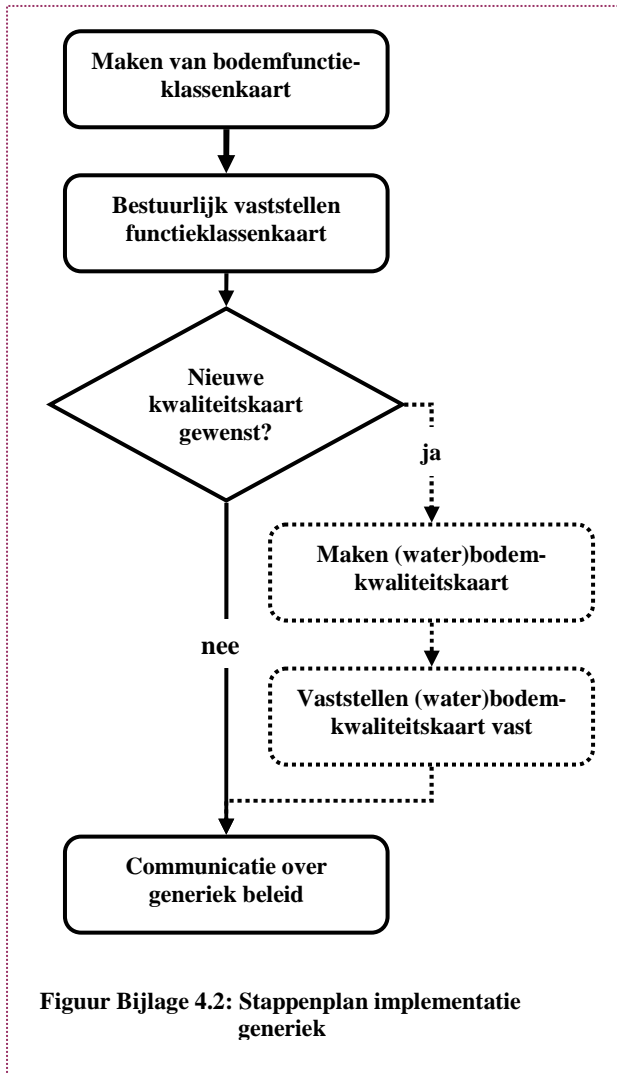 Maken van bodemfunctie-
klassenkaart
Bestuurlijk vaststellen
functieklassenkaart
Nieuwe
kwaliteitskaart
gewenst?
ja
Maken (water)bodem-
kwaliteitskaart
nee
Vaststellen (water)bodem-
kwaliteitskaart vast
Communicatie over
generiek beleid
Figuur Bijlage 4.2: Stappenplan implementatie
generiek